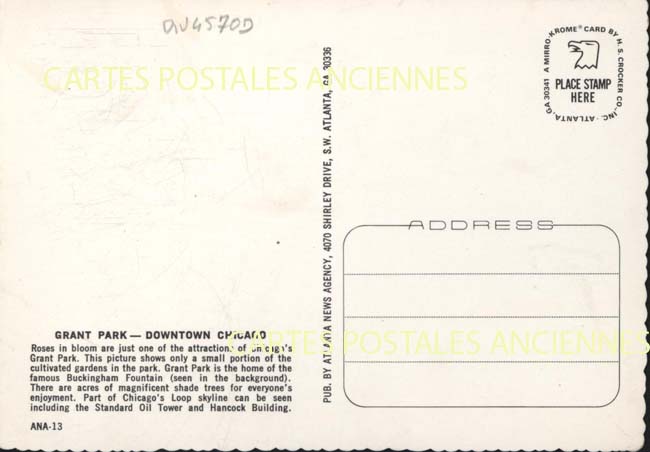 CARTES POSTALES ANCIENNES
GRANT PARK — DOWNTOWN CHICAGO
Roses in bloom are just one of the attractions of Chicago's
Grant Park. This picture shows only a small portion of the
cultivated gardens in the park. Grant Park is the home of the
famous Buckingham Fountain (seen in the background).
There are acres of magnificent shade trees for everyone's
enjoyment. Part of Chicago's Loop skyline can be seen
including the Standard Oil Tower and Hancock Building.
ANA-13
PUB. BY ATLANTA NEWS AGENCY, 4070 SHIRLEY DRIVE, S.W. ATLANTA, GA 30336
A MIRRO-KROME® CARD BY H. S. CROCKER CO., INC. · ATLANTA, GA 30341
PLACE STAMP
HERE
ADDRESS
CARTES POSTALES ANCIENNES